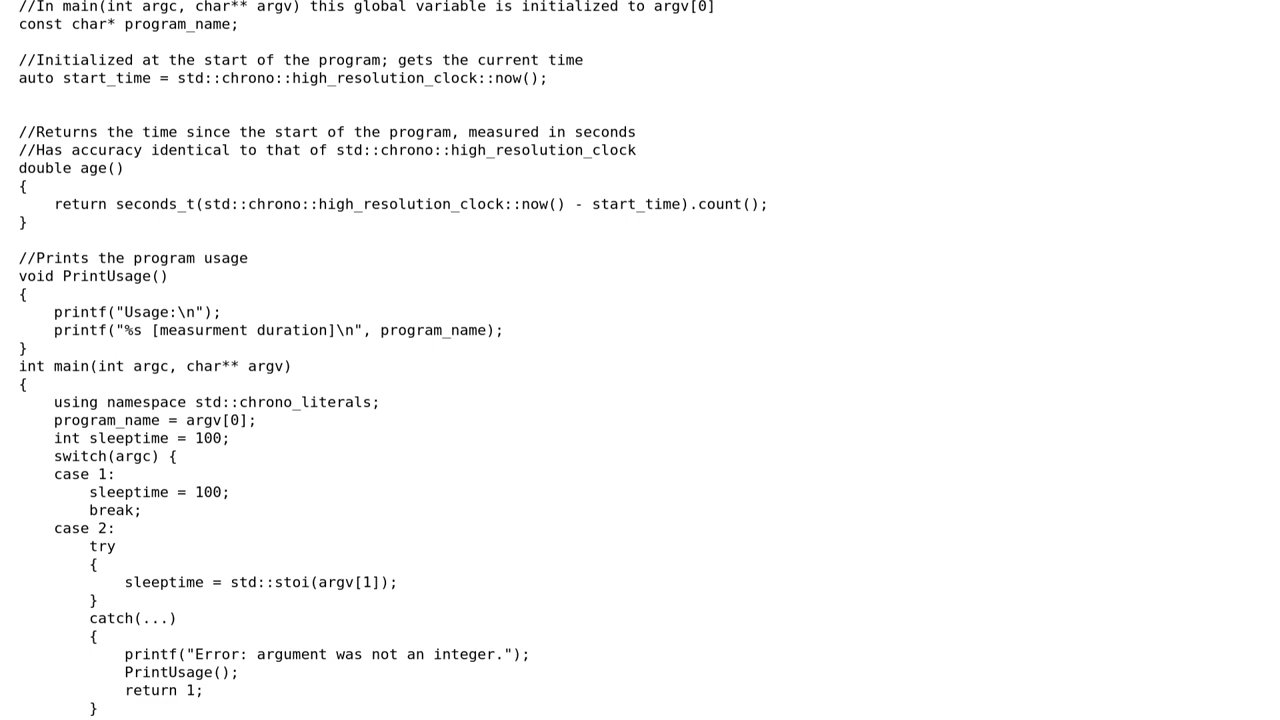 //In main(int argc, char** argv) this global variable is initialized to argv[0]
const char* program_name;

//Initialized at the start of the program; gets the current time
auto start_time = std::chrono::high_resolution_clock::now();


//Returns the time since the start of the program, measured in seconds
//Has accuracy identical to that of std::chrono::high_resolution_clock
double age()
{
    return seconds_t(std::chrono::high_resolution_clock::now() - start_time).count();
}

//Prints the program usage
void PrintUsage()
{
    printf("Usage:\n");
    printf("%s [measurment duration]\n", program_name);
}
int main(int argc, char** argv)
{
    using namespace std::chrono_literals;
    program_name = argv[0];
    int sleeptime = 100;
    switch(argc) {
    case 1:
        sleeptime = 100;
        break;
    case 2:
        try
        {
            sleeptime = std::stoi(argv[1]);
        }
        catch(...)
        {
            printf("Error: argument was not an integer.");
            PrintUsage();
            return 1;
        }